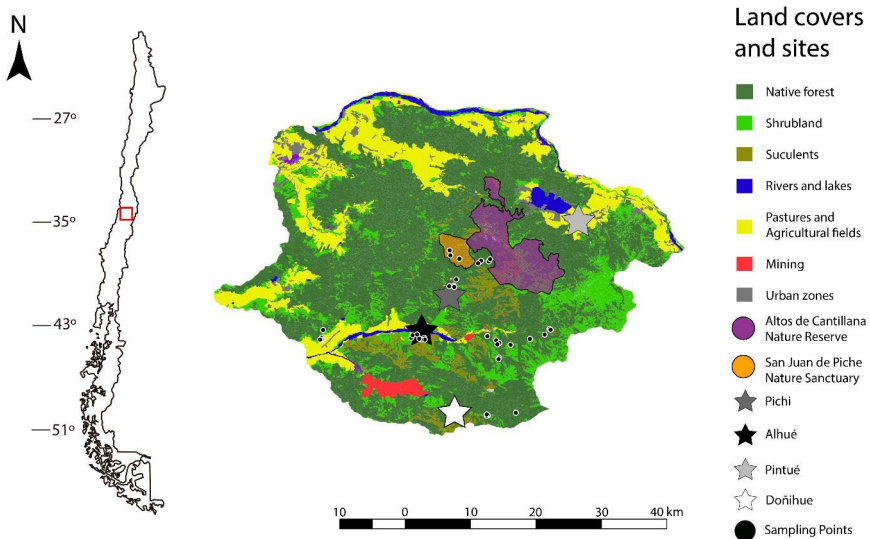 N
27º
35º
43º
51º
10 0 10 20 30 40 km
Land covers
and sites
Native forest
Shrubland
Suculents
Rivers and lakes
Pastures and
Agricultural fields
Mining
Urban zones
Altos de Cantillana
Nature Reserve
San Juan de Piche
Nature Sanctuary
Pichi
Alhué
Pintué
Doñihue
Sampling Points